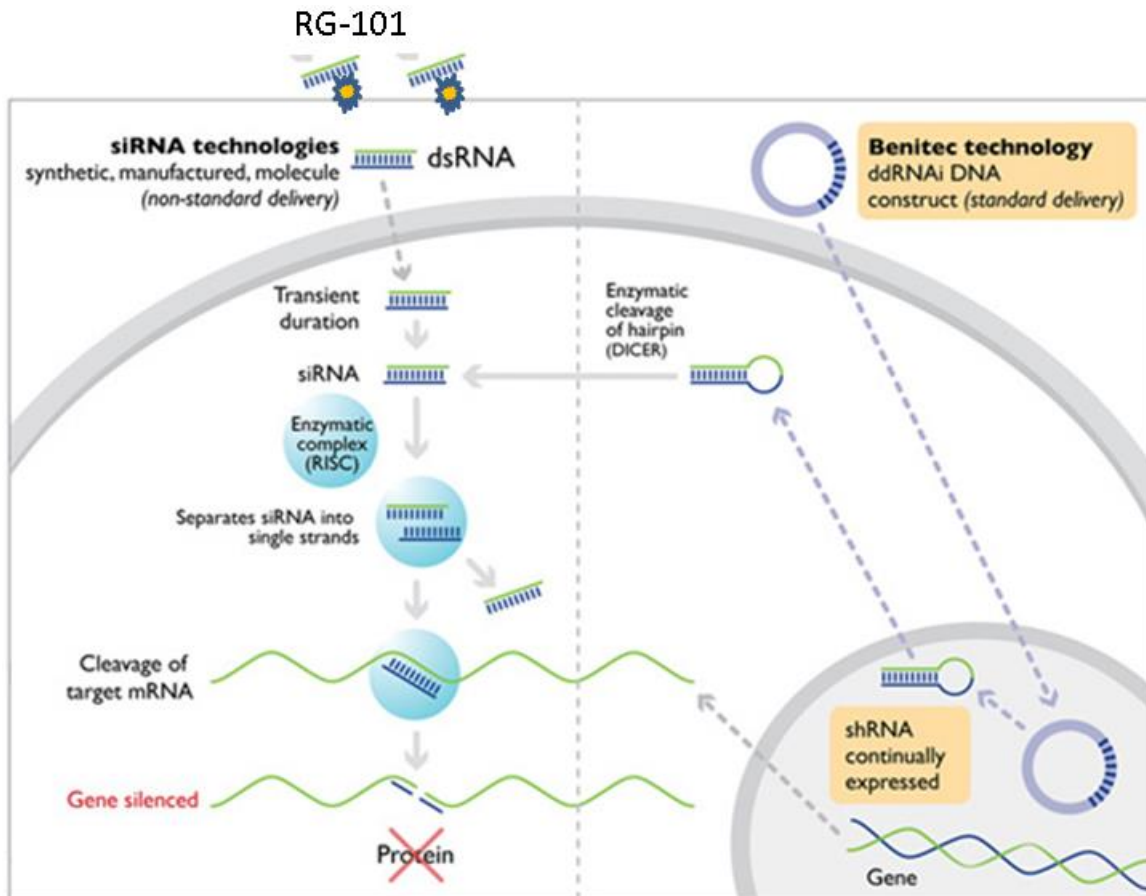 RG-101
siRNA technologies
synthetic, manufactured, molecule
(non-standard delivery)
dsRNA
Benitec technology
ddRNAi DNA
construct (standard delivery)
Transient
duration
Enzymatic
cleavage
of hairpin
(DICER)
siRNA
Enzymatic
complex
(RISC)
Separates siRNA into
single strands
Cleavage of
target mRNA
shRNA
continually
expressed
Gene silenced
Protein
Gene